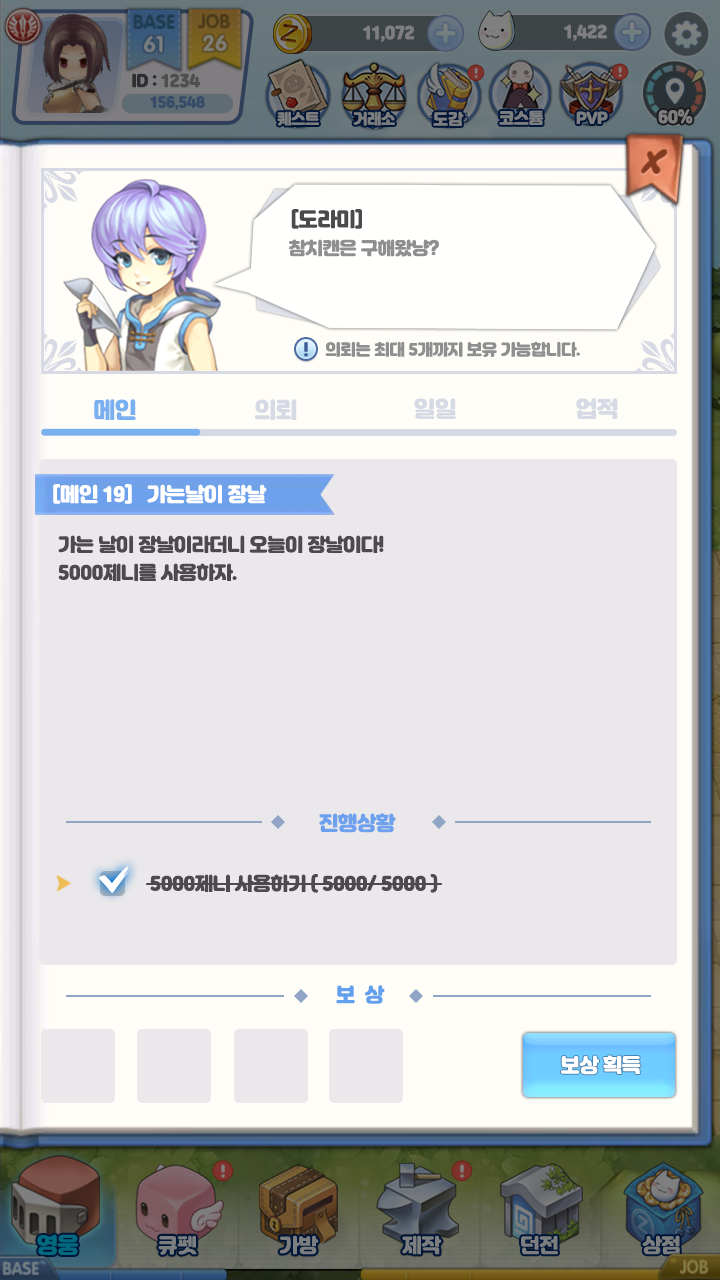 BASE
61
JOB
26
ID : 1234
156,548
11,072
1,422
퀘스트
거래소
도감
코스튬
PVP
60%
[도라미]
참치캔은 구해왔냥?
의뢰는 최대 5개까지 보유 가능합니다.
메인
의뢰
일일
업적
[메인 19] 가는날이 장날
가는 날이 장날이라더니 오늘이 장날이다!
5000제니를 사용하자.
진행상황
5000제니 사용하기 ( 5000/ 5000 )
보 상
보상 획득
영웅
큐펫
가방
제작
던전
상점
BASE
JOB